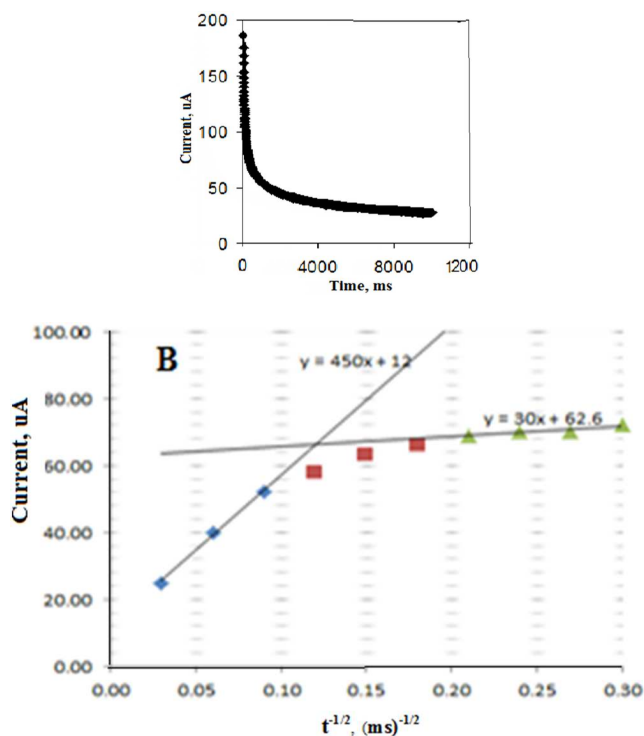 200
150
100
50
0
Current, uA
0 4000 8000 1200
Time, ms
B
y = 450x + 12
y = 30x + 62.6
100.00
80.00
60.00
40.00
20.00
0.00
Current, uA
0.00 0.05 0.10 0.15 0.20 0.25 0.30
t-1/2, (ms)-1/2